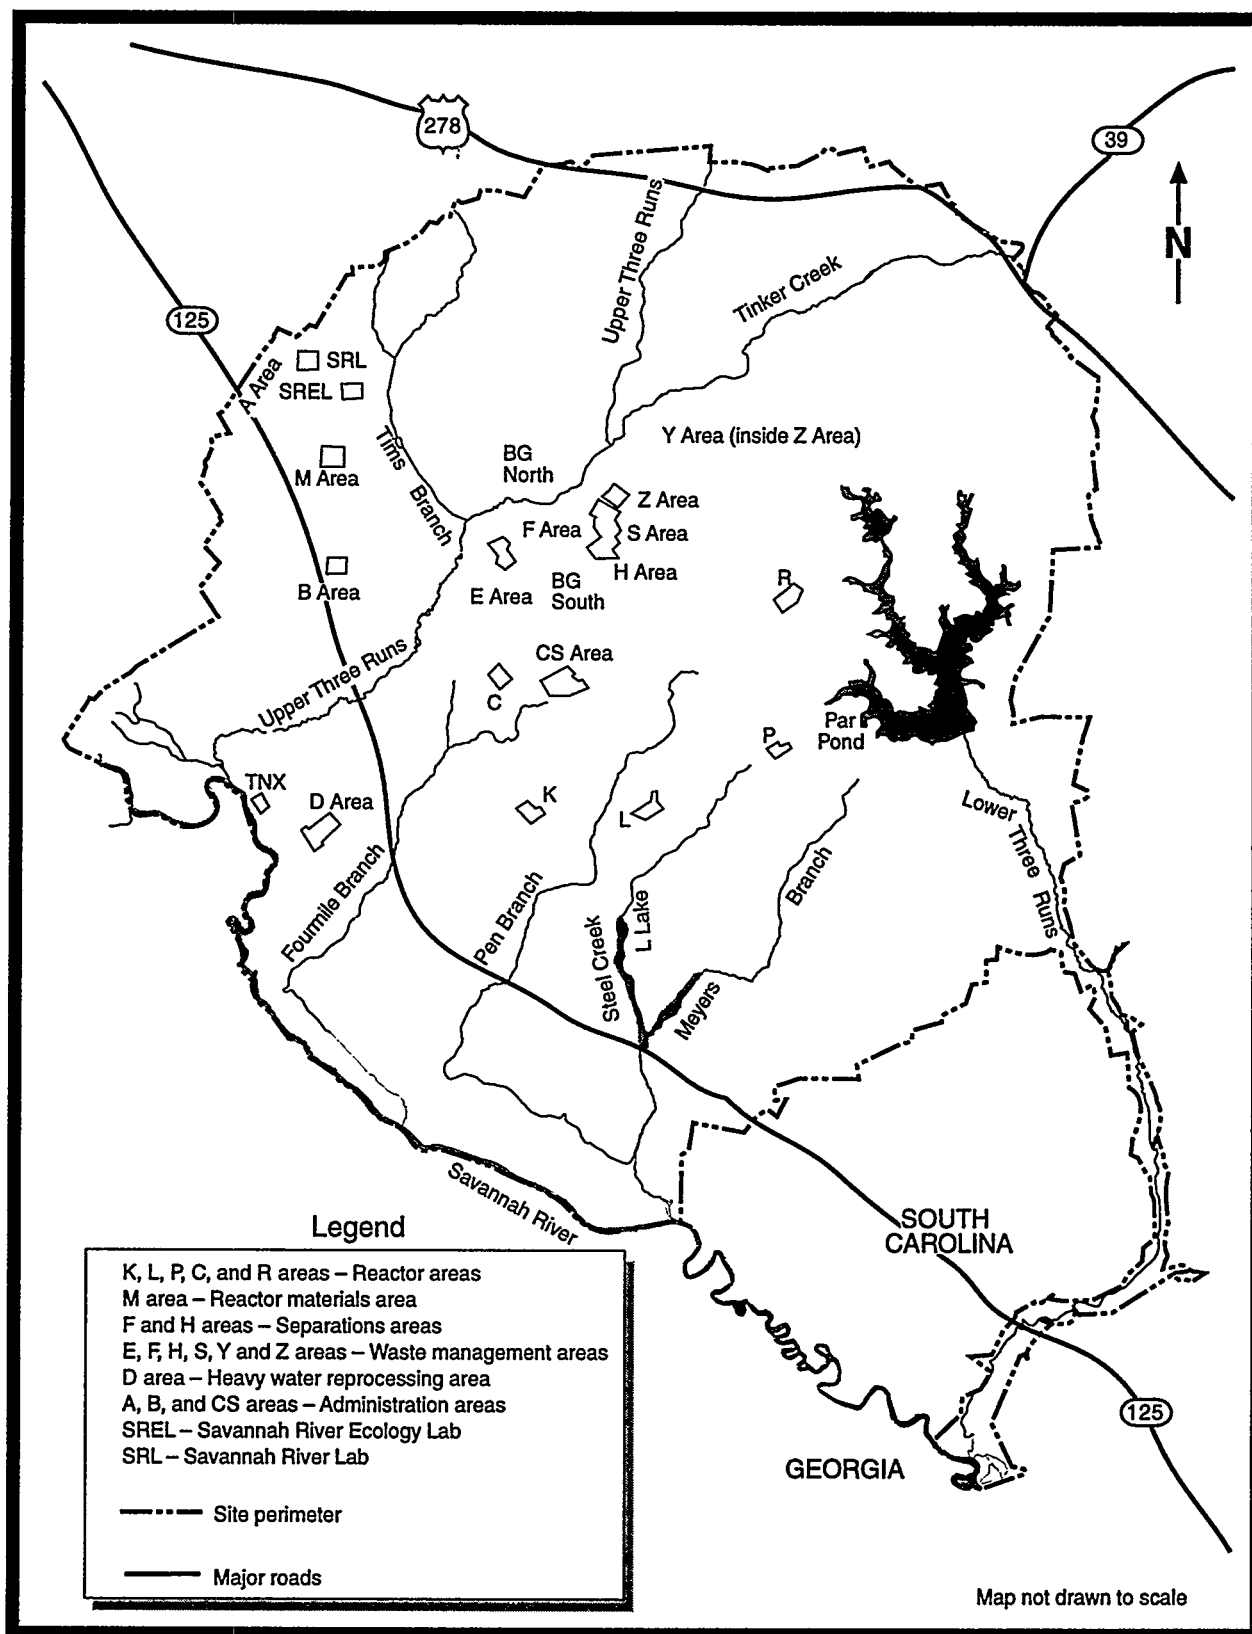 278
39
N
Upper Three Runs
Tinker Creek
125
A Area
SRL
SREL
Tims
Branch
M Area
BG
North
Y Area (inside Z Area)
Z Area
F Area
S Area
H Area
B Area
E Area
BG
South
R
Upper Three Runs
CS Area
C
Par
Pond
P
TNX
D Area
K
L
Lower
Three
Runs
Fourmile Branch
Pen Branch
Steel Creek
L Lake
Branch
Meyers
Savannah River
SOUTH
CAROLINA
GEORGIA
125
Legend
K, L, P, C, and R areas – Reactor areas
M area – Reactor materials area
F and H areas – Separations areas
E, F, H, S, Y and Z areas – Waste management areas
D area – Heavy water reprocessing area
A, B, and CS areas – Administration areas
SREL – Savannah River Ecology Lab
SRL – Savannah River Lab
Site perimeter
Major roads
Map not drawn to scale